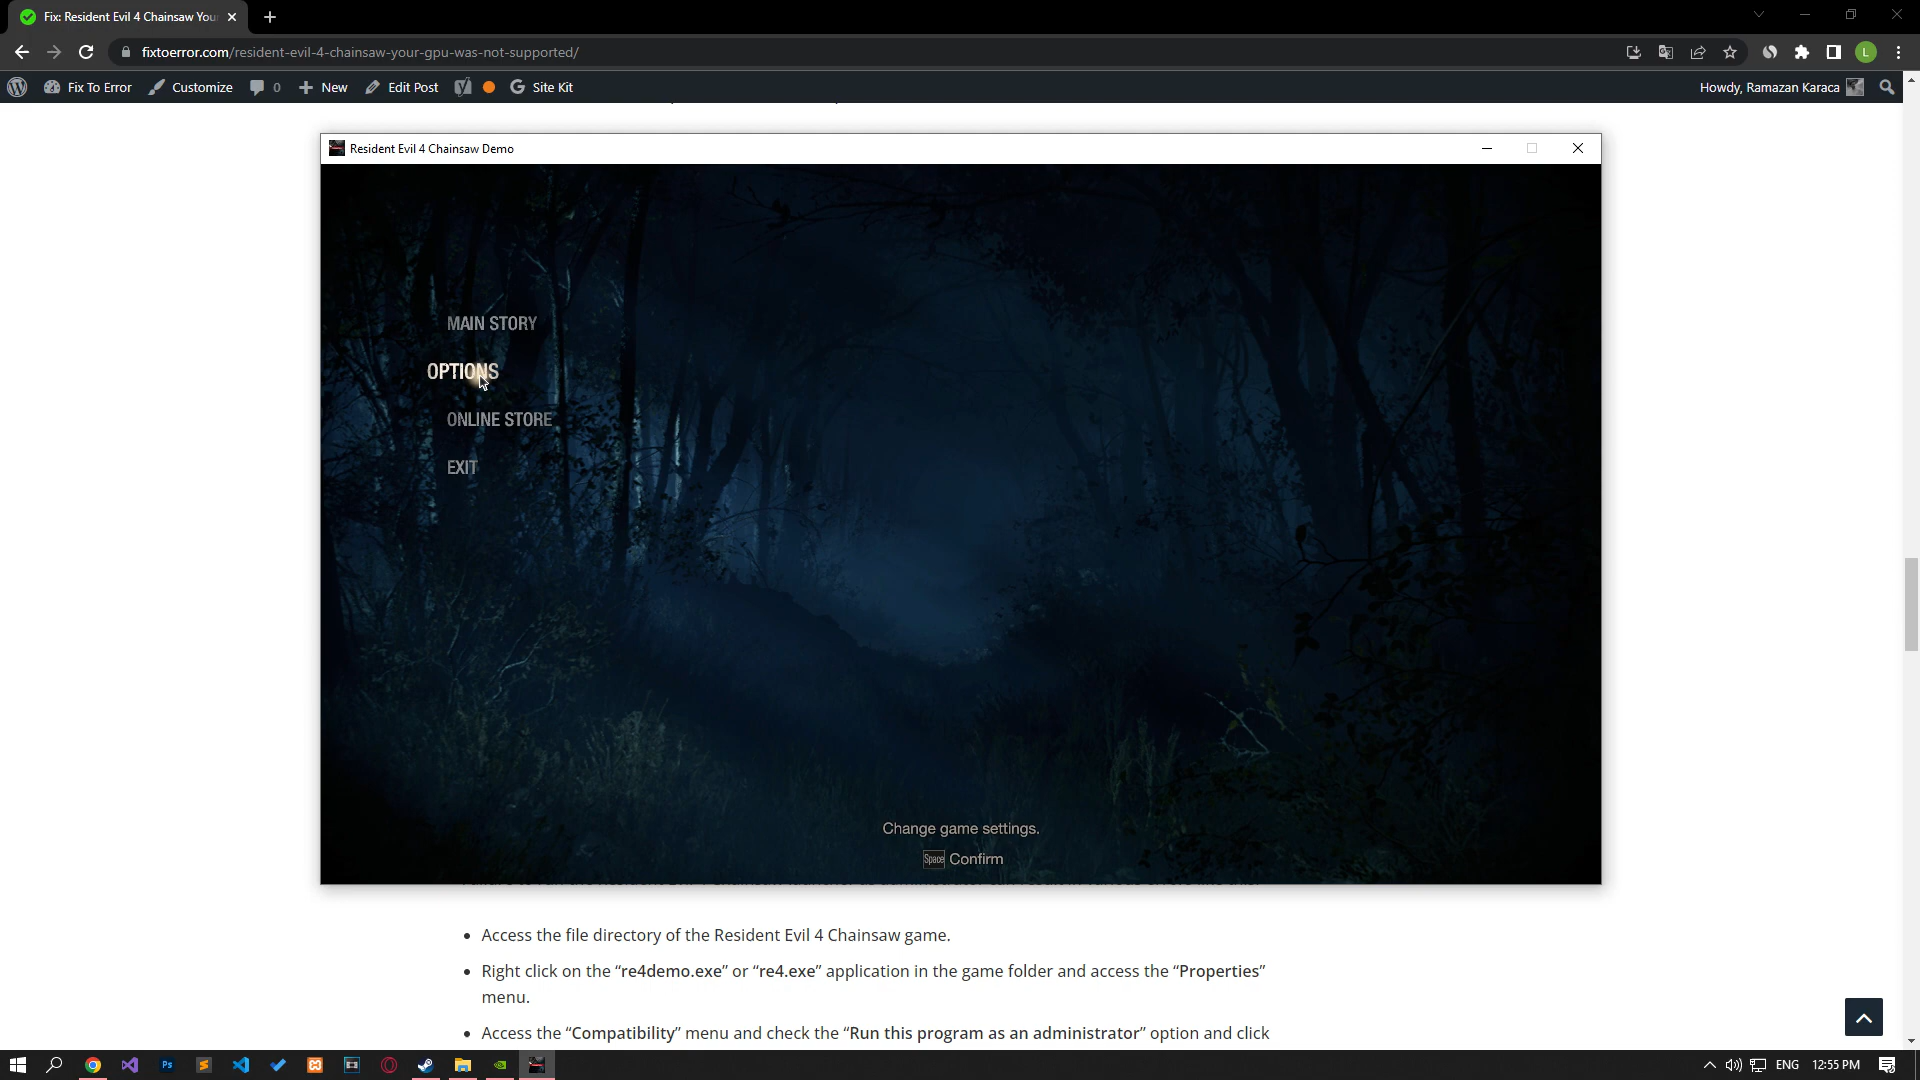 Fix: Resident Evil 4 Chainsaw You
fixtoerror.com/resident-evil-4-chainsaw-your-gpu-was-not-supported/
L
Fix To Error Customize 0 New Edit Post Site Kit Howdy, Ramazan Karaca
Resident Evil 4 Chainsaw Demo
MAIN STORY
OPTIONS
ONLINE STORE
EXIT
Change game settings.
Space Confirm
• Access the file directory of the Resident Evil 4 Chainsaw game.
• Right click on the “re4demo.exe” or “re4.exe” application in the game folder and access the “Properties”
menu.
• Access the “Compatibility” menu and check the “Run this program as an administrator” option and click
Ps
ENG 12:55 PM